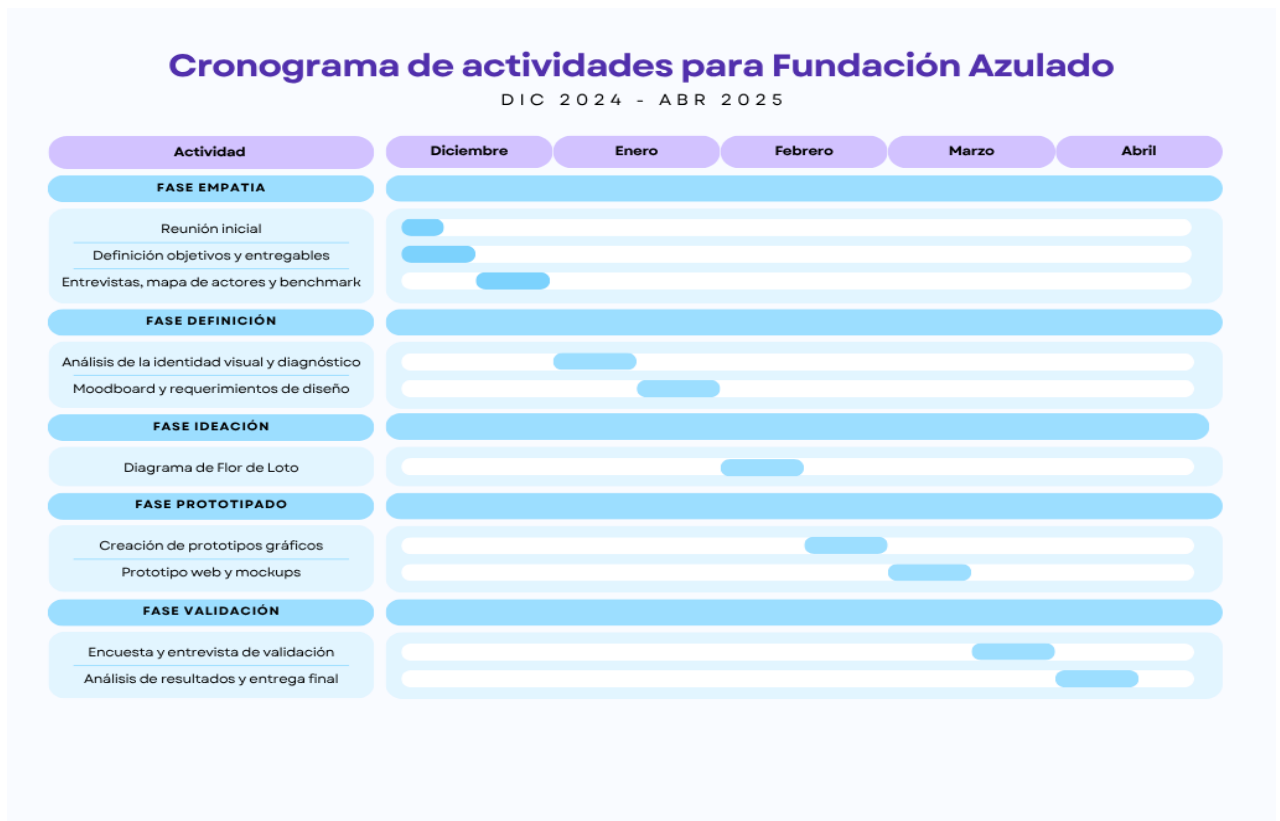 Cronograma de actividades para Fundación Azulado
DIC 2024 - ABR 2025
Actividad
Diciembre
Enero
Febrero
Marzo
Abril
FASE EMPATIA
Reunión inicial
Definición objetivos y entregables
Entrevistas, mapa de actores y benchmark
FASE DEFINICIÓN
Análisis de la identidad visual y diagnóstico
Moodboard y requerimientos de diseño
FASE IDEACIÓN
Diagrama de Flor de Loto
FASE PROTOTIPADO
Creación de prototipos gráficos
Prototipo web y mockups
FASE VALIDACIÓN
Encuesta y entrevista de validación
Análisis de resultados y entrega final